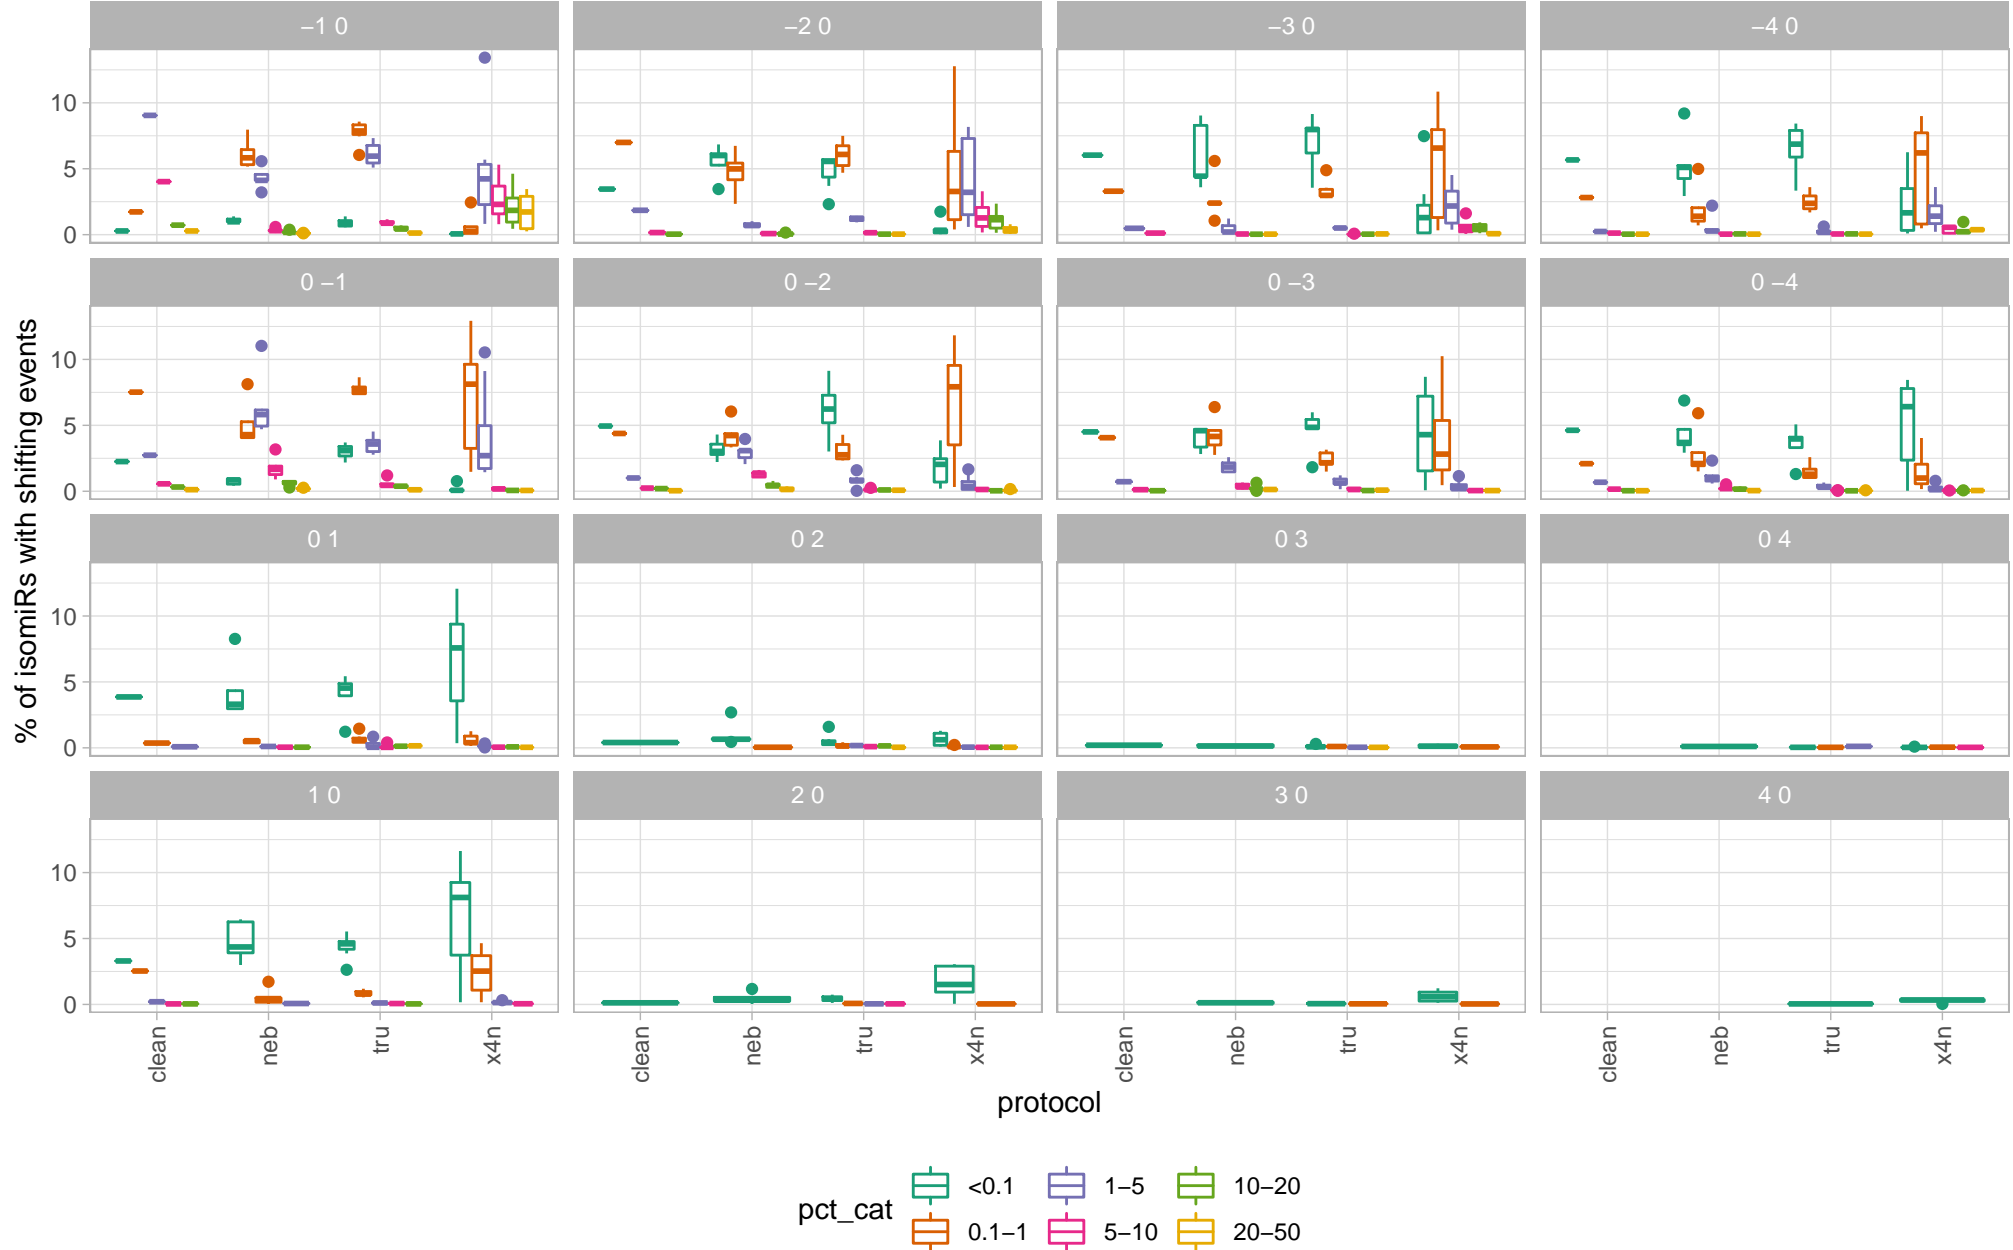 −1 0
−2 0
−3 0
−4 0
10
5
0
0 −1
0 −2
0 −3
0 −4
10
5
0
0 1
0 2
0 3
0 4
10
5
0
1 0
2 0
3 0
4 0
10
5
0
clean
neb
tru
x4n
clean
neb
tru
x4n
clean
neb
tru
x4n
clean
neb
tru
x4n
% of isomiRs with shifting events
protocol
pct_cat
<0.1
1−5
10−20
0.1−1
5−10
20−50